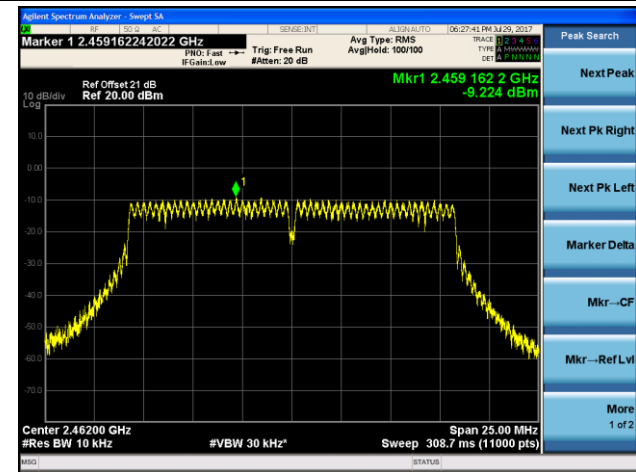 Agilent Spectrum Analyzer - Swept SA
RF 50 Ω AC SENSE:INT ALIGN AUTO 06:27:41 PM Jul 29, 2017
Marker 1 2.459162242022 GHz
PNO: Fast
IFGain:Low
Trig: Free Run
#Atten: 20 dB
Avg Type: RMS
Avg|Hold: 100/100
TRACE 1 2 3 4 5 6
TYPE A
DET A P N N N N
Peak Search
Mkr1 2.459 162 2 GHz
-9.224 dBm
Ref Offset 21 dB
10 dB/div Ref 20.00 dBm
Log
10.0
0.00
-10.0
-20.0
-30.0
-40.0
-50.0
-60.0
-70.0
1
Next Peak
Next Pk Right
Next Pk Left
Marker Delta
Mkr→CF
Mkr→RefLvl
More
1 of 2
Center 2.46200 GHz Span 25.00 MHz
#Res BW 10 kHz #VBW 30 kHz* Sweep 308.7 ms (11000 pts)
MSG STATUS